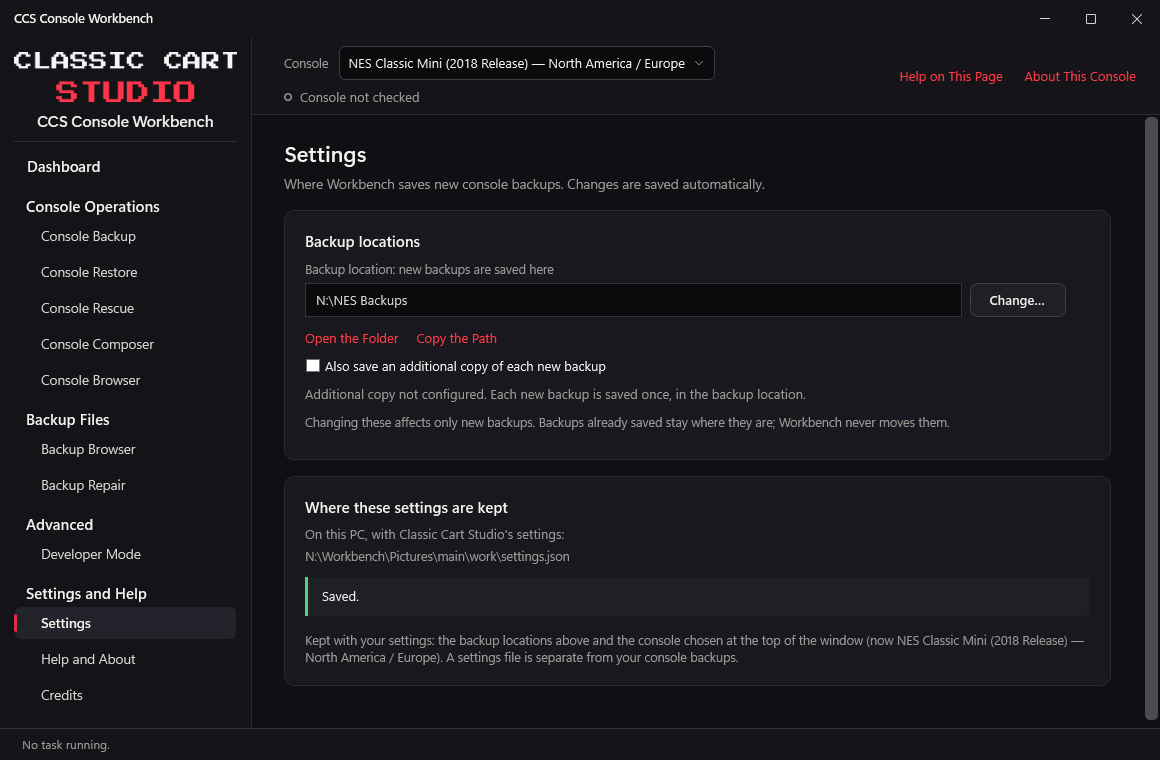 CCS Console Workbench
CLASSIC CART
STUDIO
CCS Console Workbench
Dashboard
Console Operations
Console Backup
Console Restore
Console Rescue
Console Composer
Console Browser
Backup Files
Backup Browser
Backup Repair
Advanced
Developer Mode
Settings and Help
Settings
Help and About
Credits
Console
NES Classic Mini (2018 Release) — North America / Europe
Console not checked
Help on This Page
About This Console
Settings
Where Workbench saves new console backups. Changes are saved automatically.
Backup locations
Backup location: new backups are saved here
N:\NES Backups
Change...
Open the Folder
Copy the Path
Also save an additional copy of each new backup
Additional copy not configured. Each new backup is saved once, in the backup location.
Changing these affects only new backups. Backups already saved stay where they are; Workbench never moves them.
Where these settings are kept
On this PC, with Classic Cart Studio's settings:
N:\Workbench\Pictures\main\work\settings.json
Saved.
Kept with your settings: the backup locations above and the console chosen at the top of the window (now NES Classic Mini (2018 Release) —
North America / Europe). A settings file is separate from your console backups.
No task running.